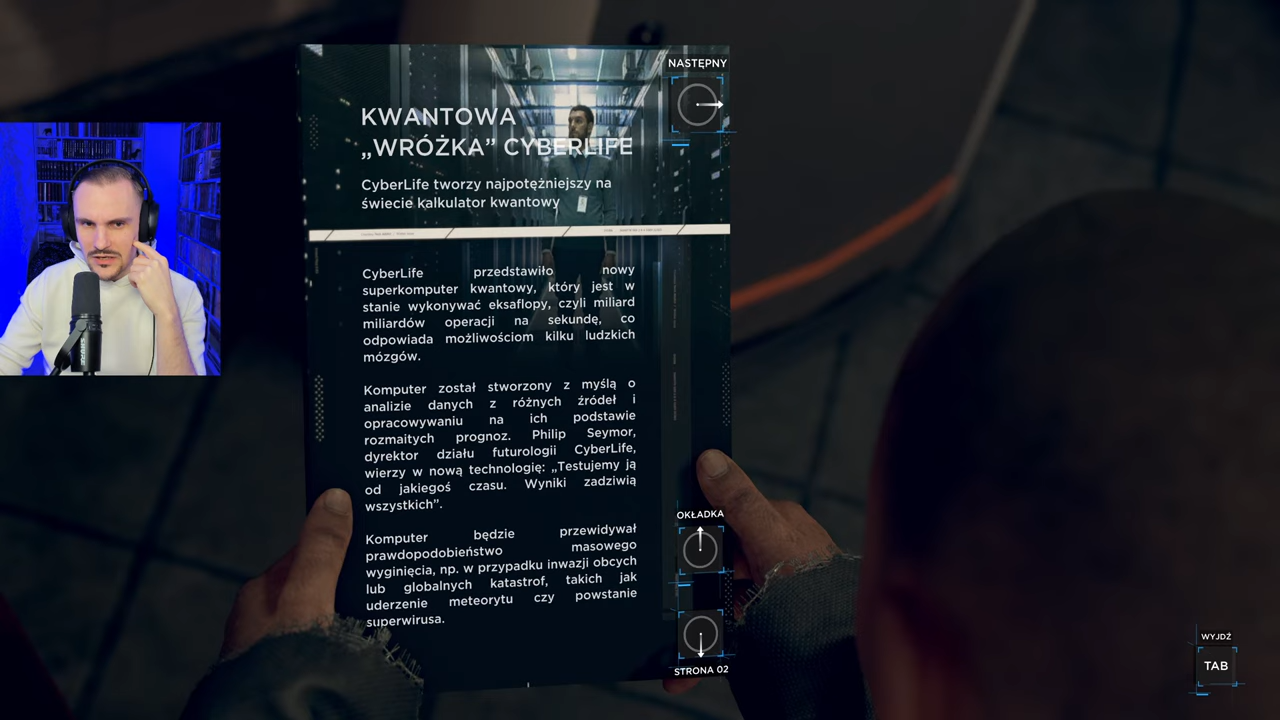 NASTĘPNY
KWANTOWA
„WRÓŻKA” CYBERLIFE
CyberLife tworzy najpotężniejszy na
świecie kalkulator kwantowy
CyberLife przedstawiło nowy
superkomputer kwantowy, który jest w
stanie wykonywać eksaflopy, czyli miliard
miliardów operacji na sekundę, co
odpowiada możliwościom kilku ludzkich
mózgów.
Komputer został stworzony z myślą o
analizie danych z różnych źródeł i
opracowywaniu na ich podstawie
rozmaitych prognoz. Philip Seymor,
dyrektor działu futurologii CyberLife,
wierzy w nową technologię: „Testujemy ją
od jakiegoś czasu. Wyniki zadziwią
wszystkich”.
Komputer będzie przewidywał
prawdopodobieństwo masowego
wyginięcia, np. w przypadku inwazji obcych
lub globalnych katastrof, takich jak
uderzenie meteorytu czy powstanie
superwirusa.
OKŁADKA
STRONA 02
WYJDŹ
TAB
SHURE